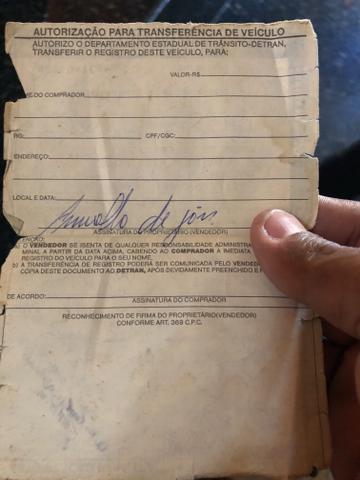 AUTORIZAÇÃO PARA TRANSFERÊNCIA DE VEÍCULO
AUTORIZO O DEPARTAMENTO ESTADUAL DE TRÂNSITO-DETRAN,
TRANSFERIR O REGISTRO DESTE VEÍCULO, PARA:
VALOR-R$
DO COMPRADOR
RG: CPF/CGC:
ENDEREÇO:
LOCAL E DATA:
de
ASSINATURA DO PROPRIETÁRIO (VENDEDOR)
a) O VENDEDOR SE ISENTA DE QUALQUER RESPONSABILIDADE
A PARTIR DA DATA ACIMA, CABENDO AO COMPRADOR A IMEDIATA
REGISTRO DO VEÍCULO P/O SEU NOME.
b) A TRANSFERÊNCIA DE REGISTRO PODERÁ SER COMUNICADA PELO
COPIA DESTE DOCUMENTO AO DETRAN, APÓS DEVIDAMENTE PREENCHIDO E
DE ACORDO:
ASSINATURA DO COMPRADOR
RECONHECIMENTO DE FIRMA DO PROPRIETÁRIO(VENDEDOR)
CONFORME ART. 369 C.P.C.